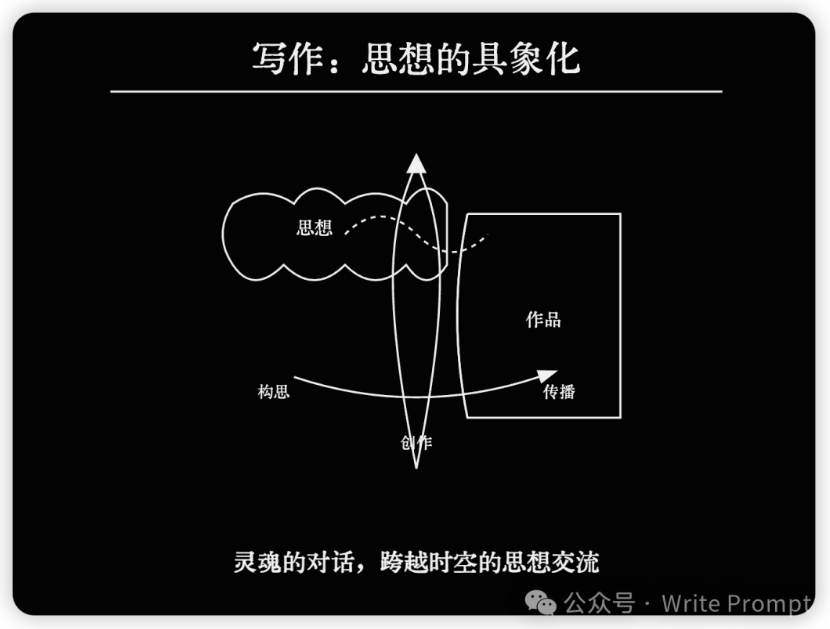 写作：思想的具象化
思想
作品
构思
传播
创作
灵魂的对话，跨越时空的思想交流
公众号 · Write Prompt